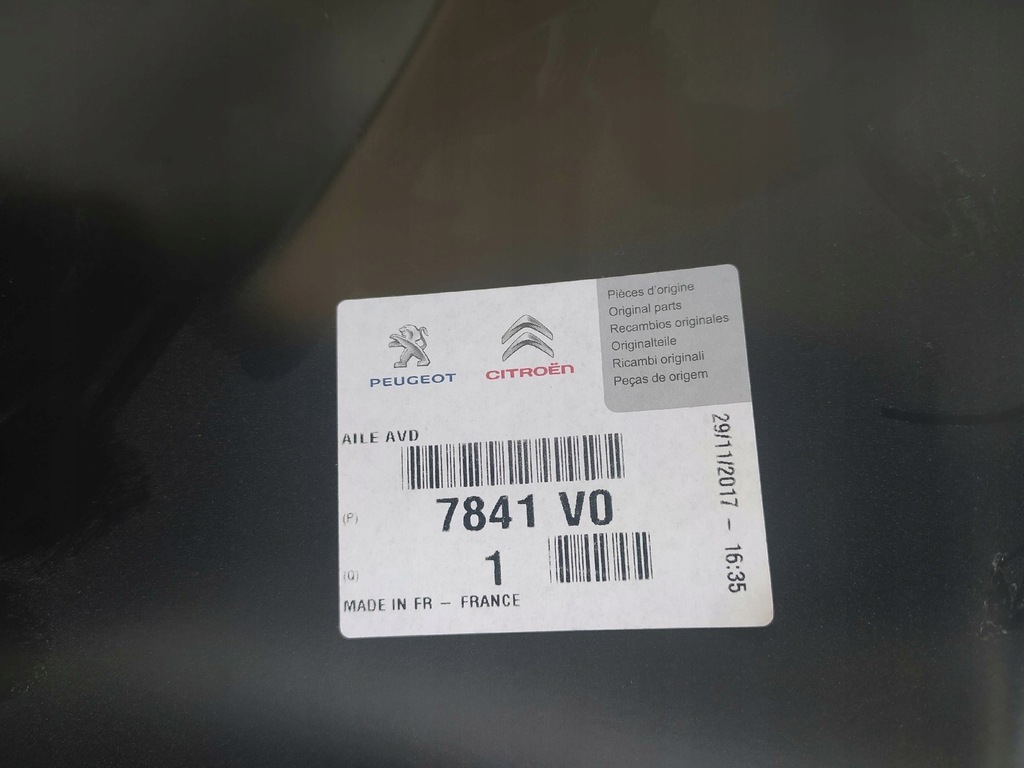 PEUGEOT
CITROËN
Pièces d'origine
Original parts
Recambios originales
Originalteile
Ricambi originali
Peças de origem
AILE AVD
(P) 7841 V0
(Q) 1
MADE IN FR – FRANCE
29/11/2017 – 16:35